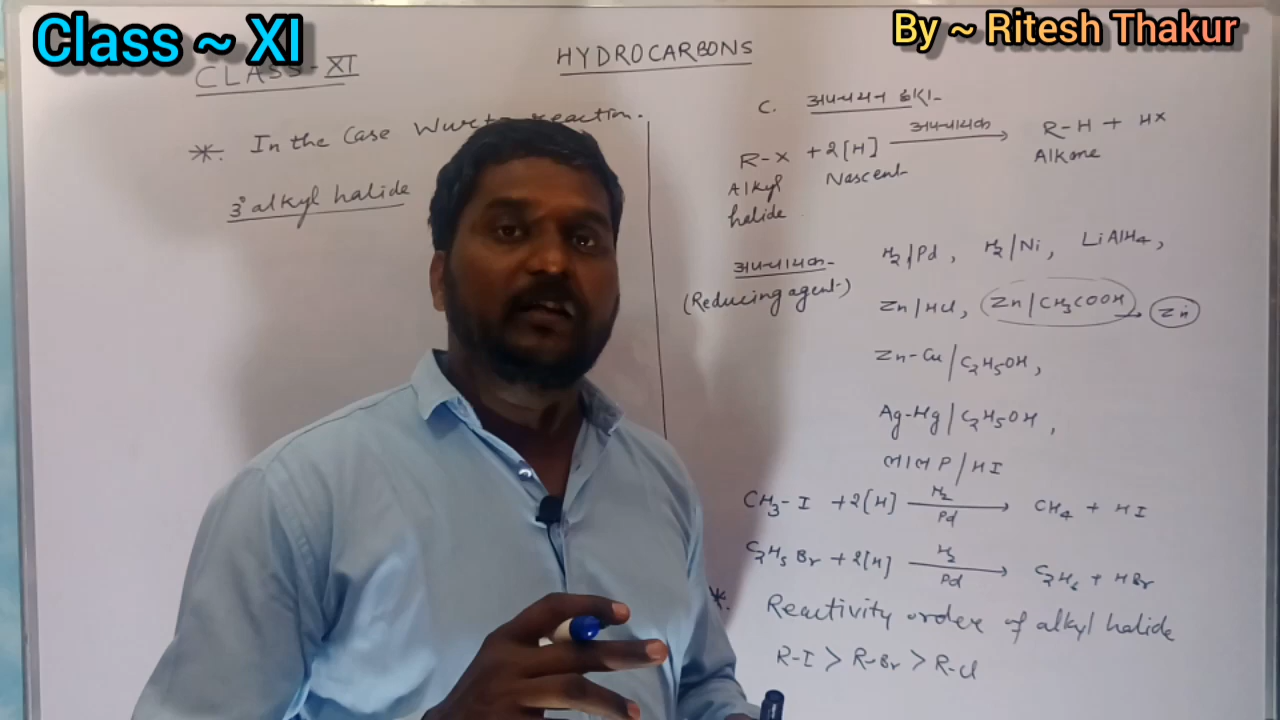 Class ~ XI
By ~ Ritesh Thakur
CLASS-XI
HYDROCARBONS
*. In the Case Wurtz reaction.
3° alkyl halide
C. अपचयन द्वारा-
R-X + 2[H] अपचायक → R-H + HX
Alkyl halide Nascent Alkane
अपचायक-
(Reducing agent)
H₂/Pd, H₂/Ni, LiAlH₄,
Zn/HCl, Zn/CH₃COOH → Zn
Zn-Cu/C₂H₅OH,
Ag-Hg/C₂H₅OH,
लाल P/HI
CH₃-I + 2[H] H₂ → Pd CH₄ + HI
C₂H₅Br + 2[H] H₂ → Pd C₂H₆ + HBr
*. Reactivity order of alkyl halide
R-I > R-Br > R-Cl